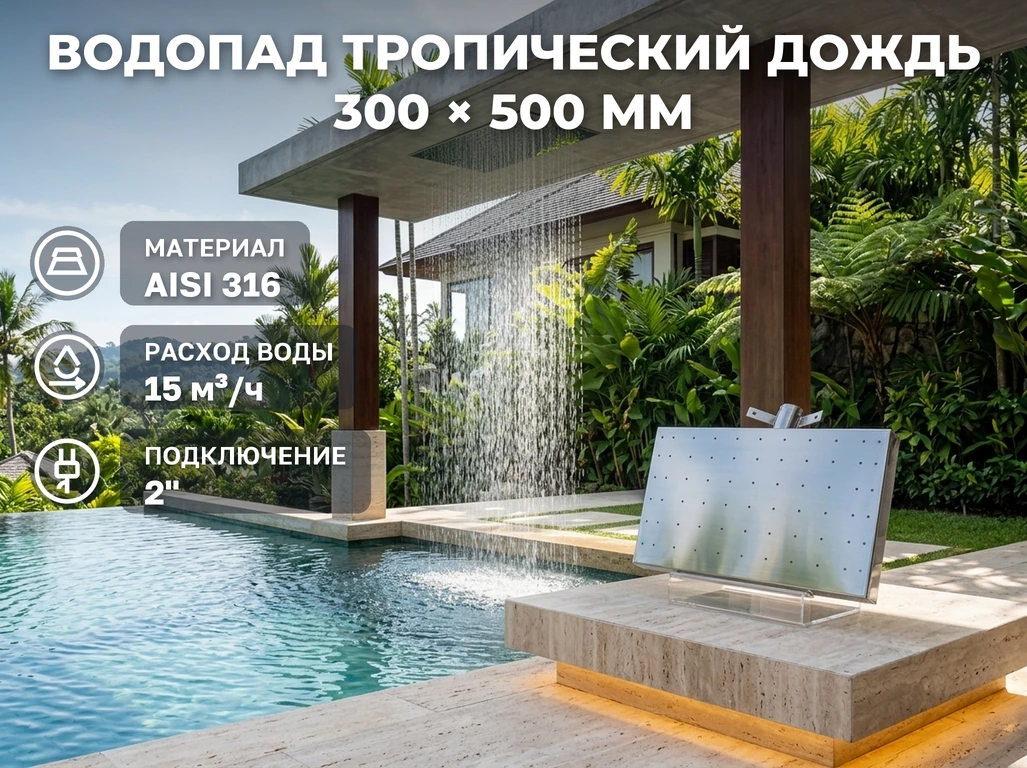 ВОДОПАД ТРОПИЧЕСКИЙ ДОЖДЬ
300 × 500 ММ
МАТЕРИАЛ
AISI 316
РАСХОД ВОДЫ
15 м³/ч
ПОДКЛЮЧЕНИЕ
2"